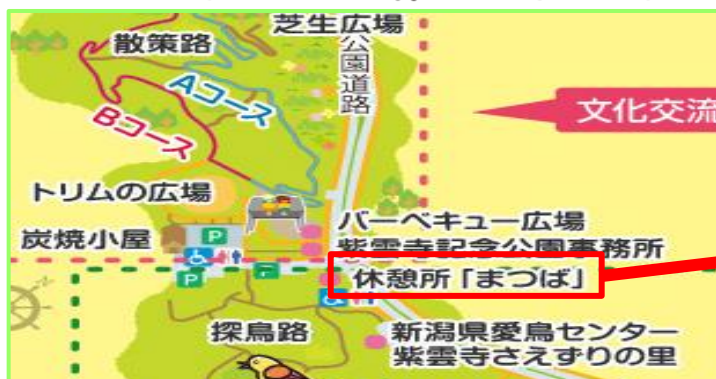 芝生広場
散策路
公園道路
Aコース
Bコース
文化交流
トリムの広場
炭焼小屋
P
バーベキュー広場
紫雲寺記念公園事務所
P
休憩所「まつば」
探鳥路
新潟県愛鳥センター
紫雲寺さえずりの里